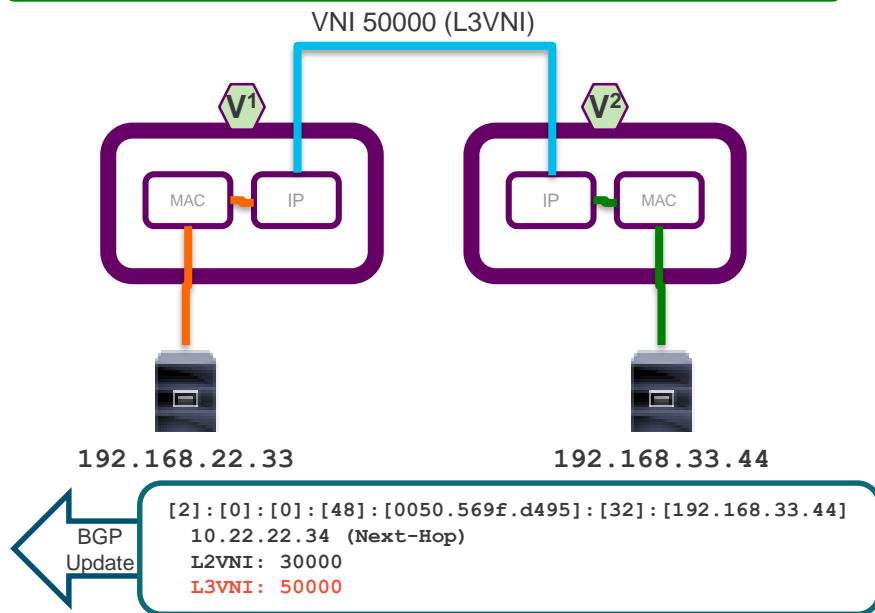 VNI 50000 (L3VNI)
V1
V2
MAC
IP
IP
MAC
192.168.22.33
192.168.33.44
BGP
Update
[2]:[0]:[0]:[48]:[0050.569f.d495]:[32]:[192.168.33.44]
10.22.22.34 (Next-Hop)
L2VNI: 30000
L3VNI: 50000